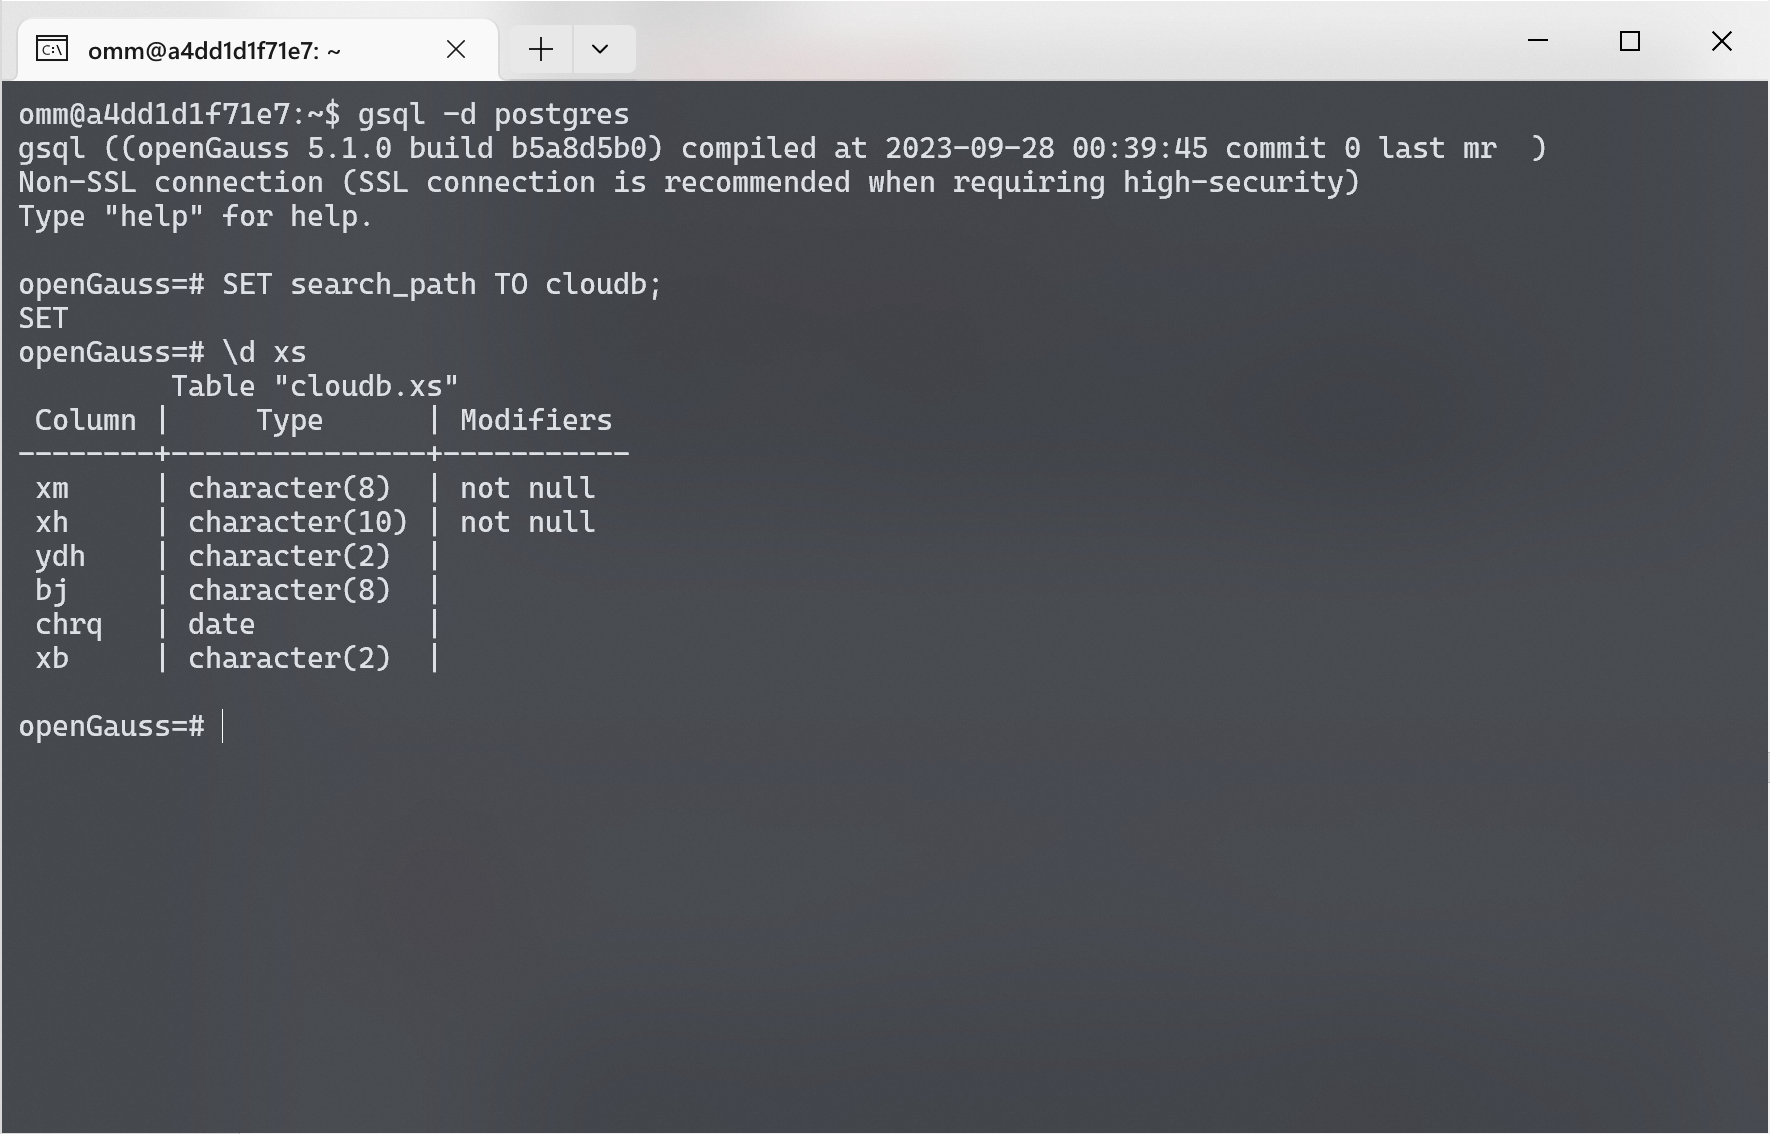 omm@a4dd1d1f71e7: ~
omm@a4dd1d1f71e7:~$ gsql -d postgres
gsql ((openGauss 5.1.0 build b5a8d5b0) compiled at 2023-09-28 00:39:45 commit 0 last mr  )
Non-SSL connection (SSL connection is recommended when requiring high-security)
Type "help" for help.

openGauss=# SET search_path TO cloudb;
SET
openGauss=# \d xs
         Table "cloudb.xs"
 Column |     Type      | Modifiers
--------+---------------+-----------
 xm     | character(8)  | not null
 xh     | character(10) | not null
 ydh    | character(2)  |
 bj     | character(8)  |
 chrq   | date          |
 xb     | character(2)  |

openGauss=#